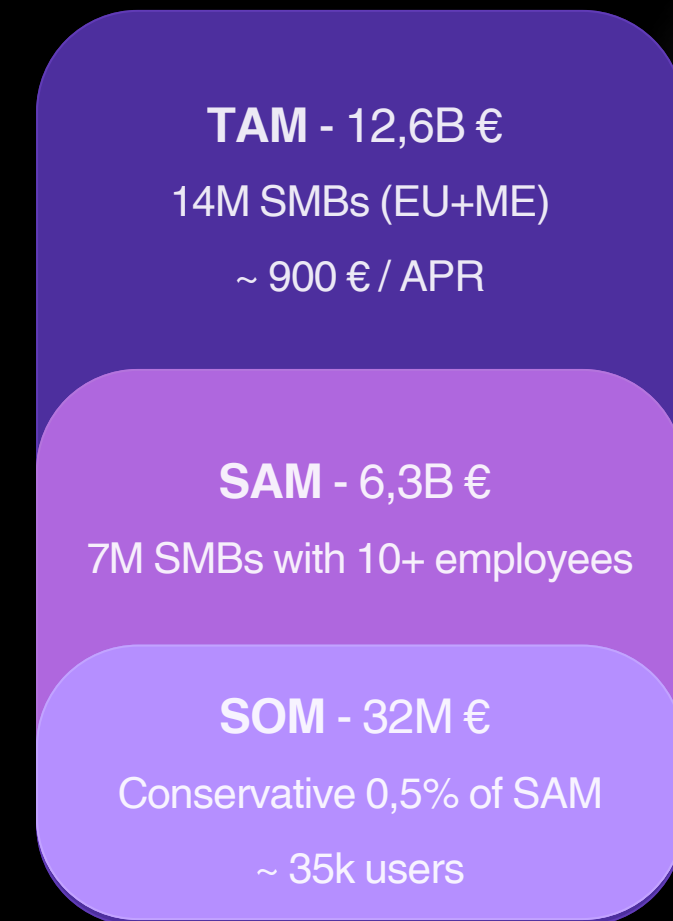 TAM - 12,6B €
14M SMBs (EU+ME)
~ 900 € / APR
SAM - 6,3B €
7M SMBs with 10+ employees
SOM - 32M €
Conservative 0,5% of SAM
~ 35k users